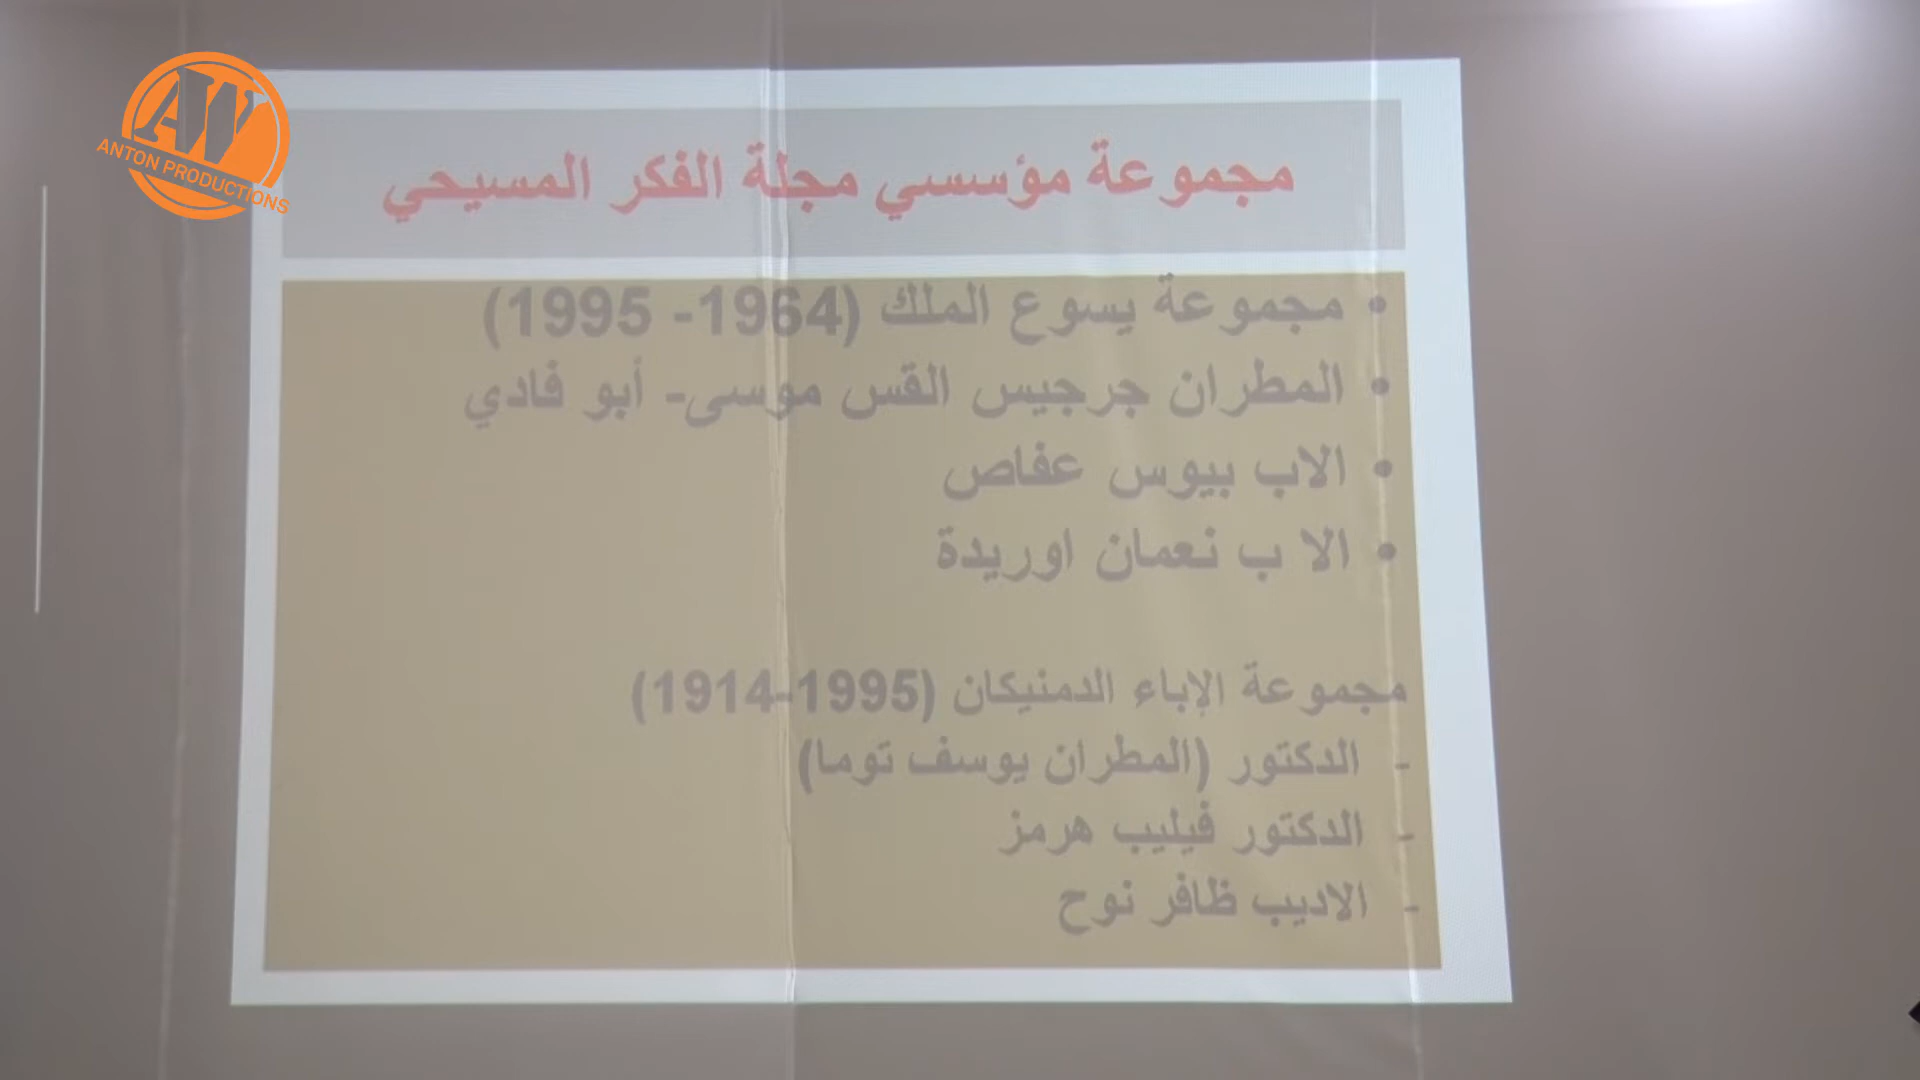 AW
ANTON PRODUCTIONS
مجموعة مؤسسي مجلة الفكر المسيحي
• مجموعة يسوع الملك (1964- 1995)
• المطران جرجيس القس موسى- أبو فادي
• الاب بيوس عفاص
• الا ب نعمان اوريدة
مجموعة الإباء الدمنيكان (1995-1914)
- الدكتور (المطران يوسف توما)
- الدكتور فيليب هرمز
- الاديب ظافر نوح